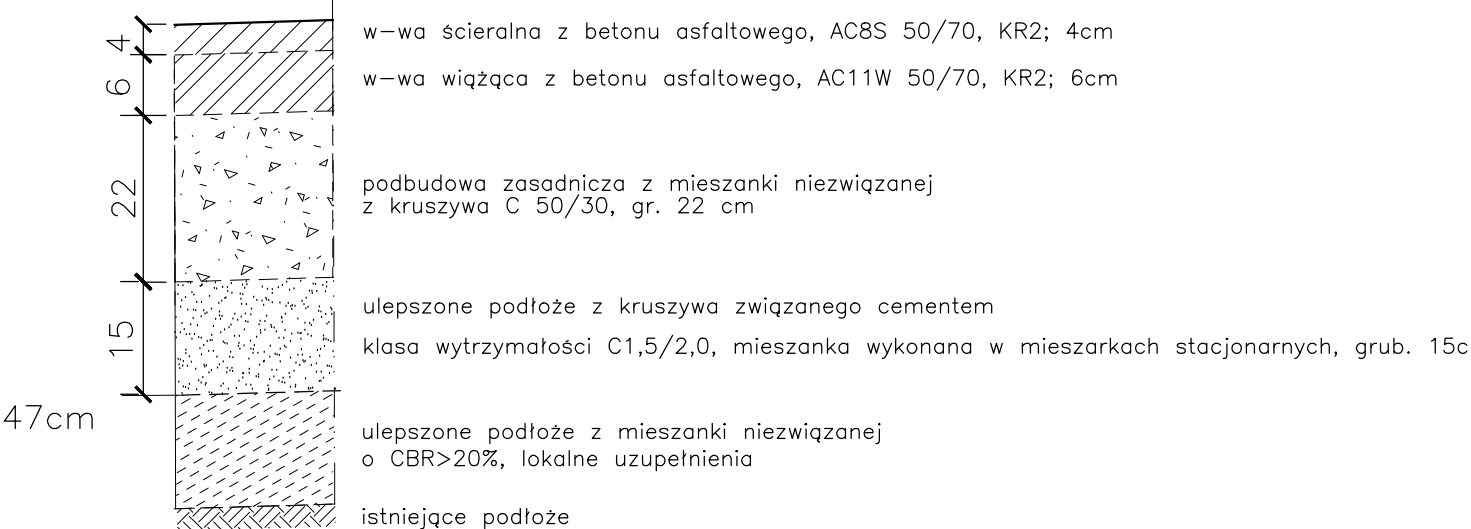 4
w-wa ścieralna z betonu asfaltowego, AC8S 50/70, KR2; 4cm
6
w-wa wiążąca z betonu asfaltowego, AC11W 50/70, KR2; 6cm
22
podbudowa zasadnicza z mieszanki niezwiązanej
z kruszywa C 50/30, gr. 22 cm
15
ulepszone podłoże z kruszywa związanego cementem
klasa wytrzymałości C1,5/2,0, mieszanka wykonana w mieszarkach stacjonarnych, grub. 15c
47cm
ulepszone podłoże z mieszanki niezwiązanej
o CBR>20%, lokalne uzupełnienia
istniejące podłoże